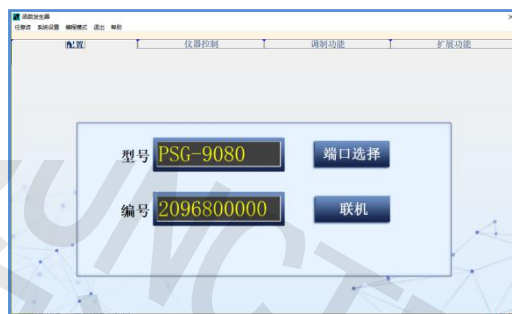 函数发生器
任意波 系统设置 编程模式 退出 帮助
配置 仪器控制 调制功能 扩展功能
型号 PSG-9080 端口选择
编号 2096800000 联机